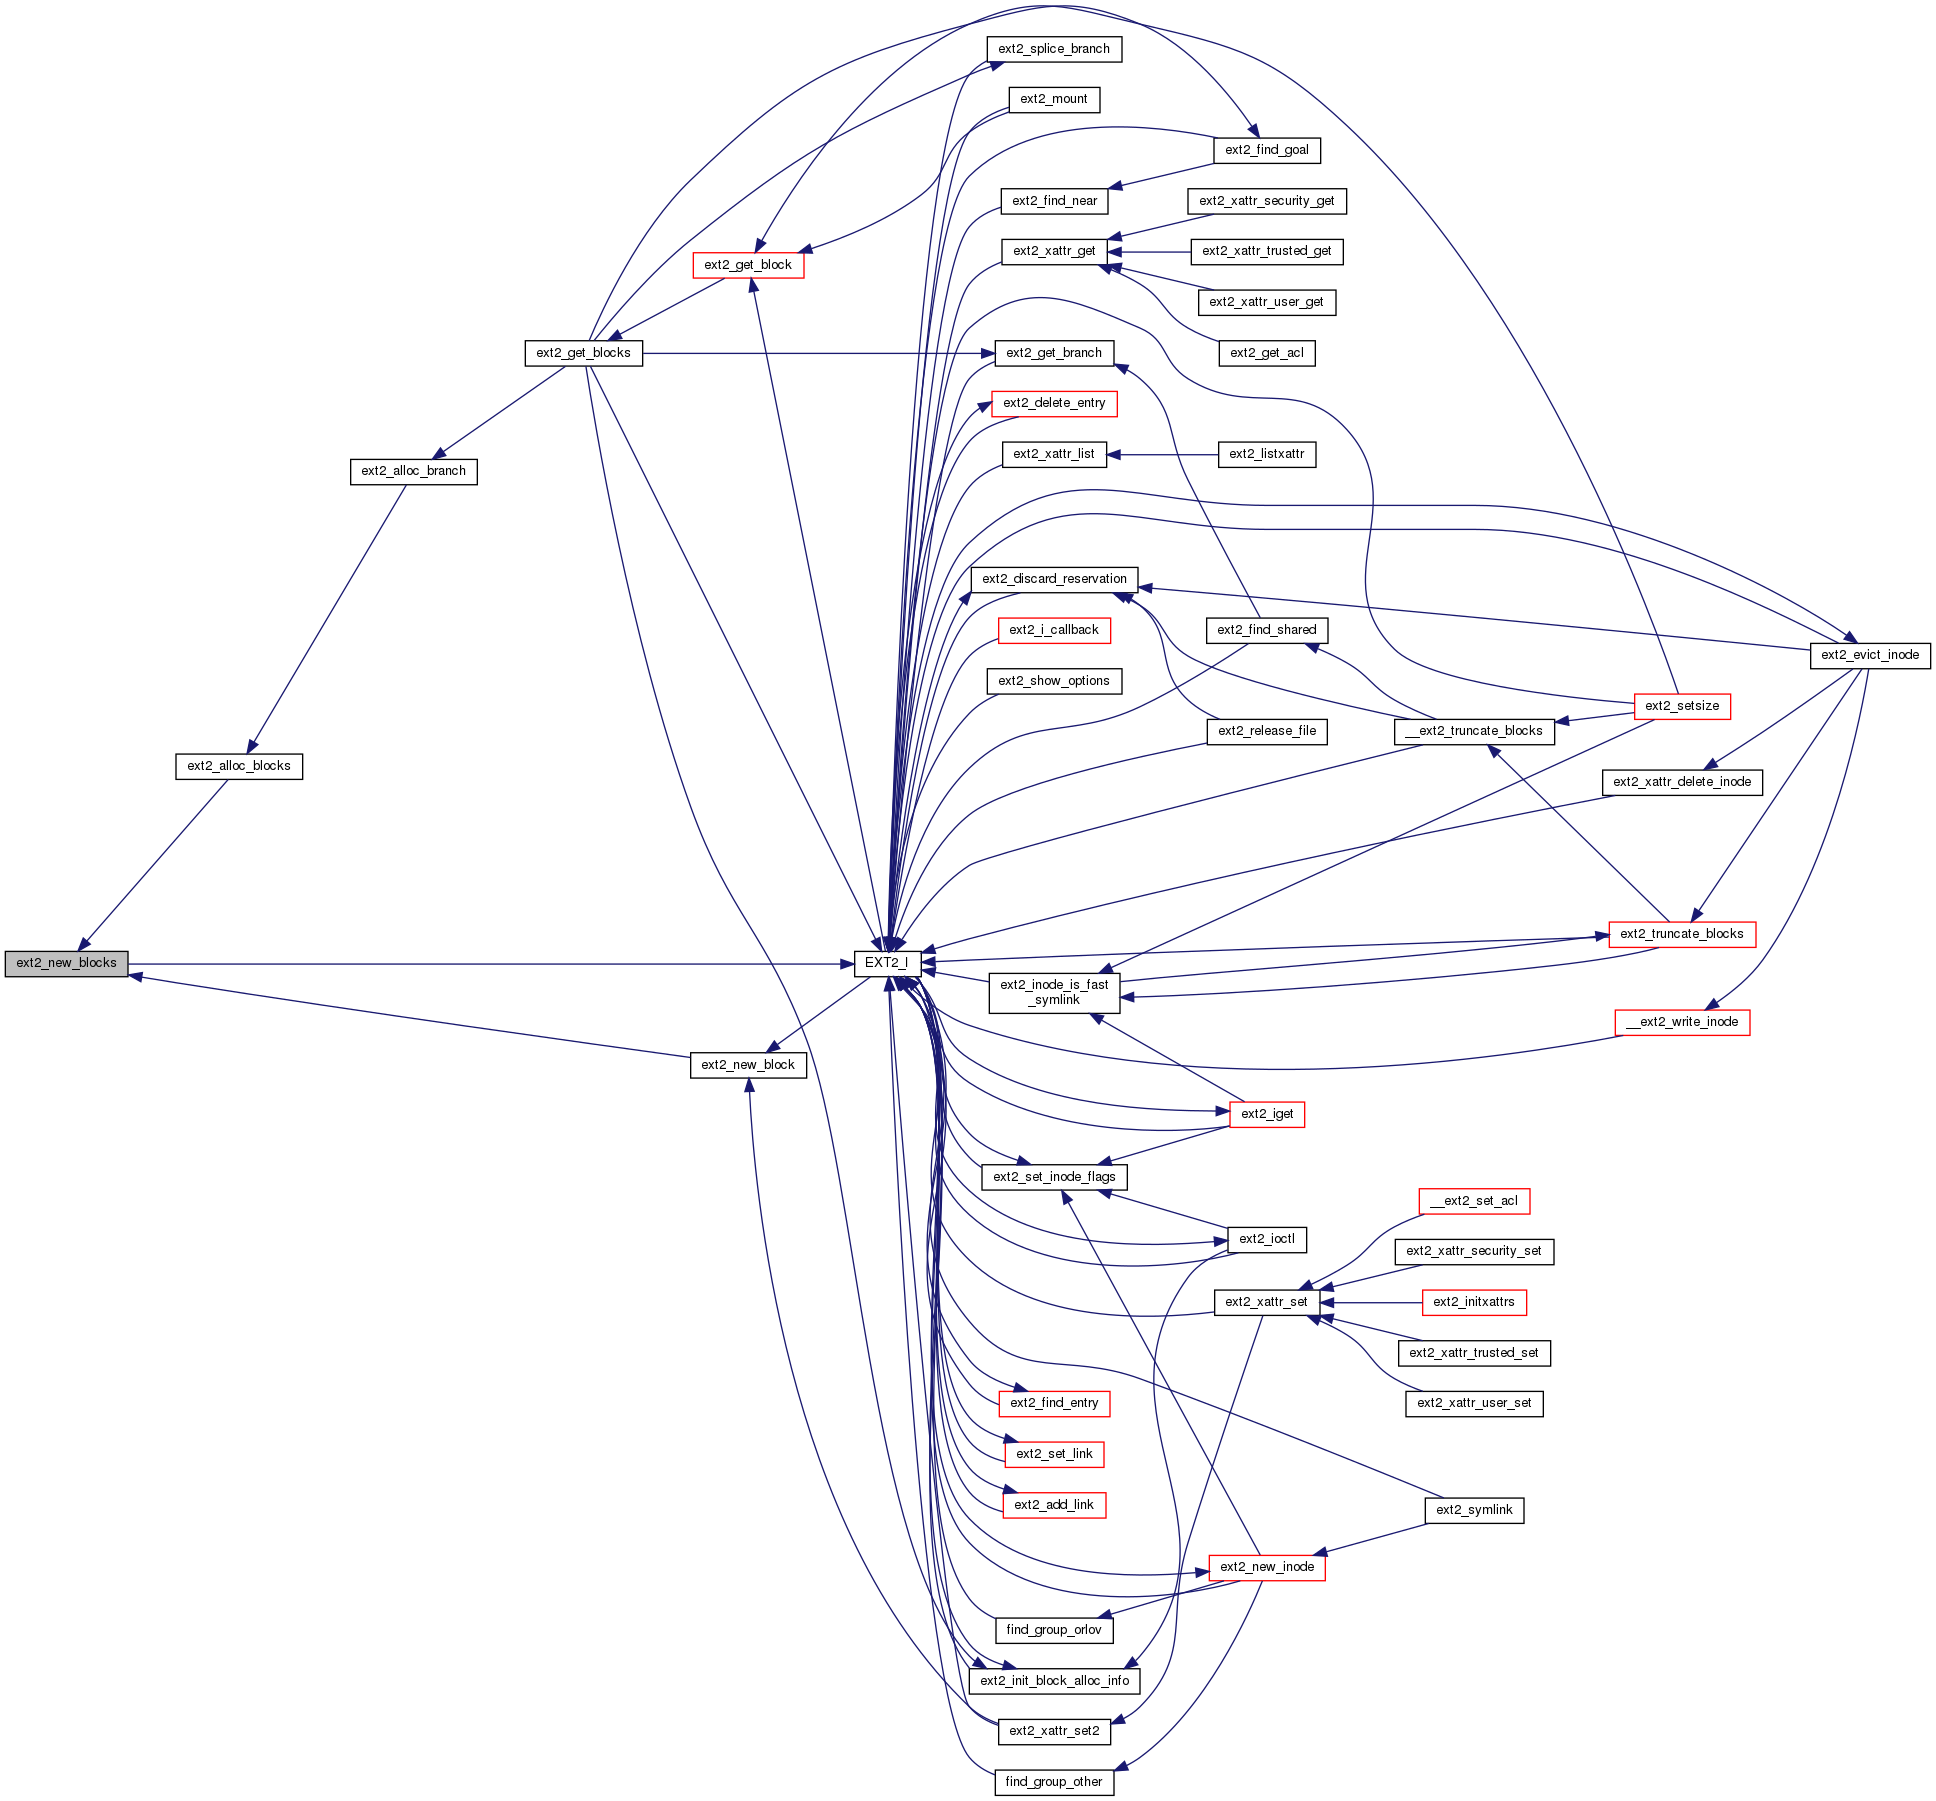 ext2_splice_branch
ext2_mount
ext2_find_goal
ext2_find_near
ext2_xattr_security_get
ext2_xattr_get
ext2_xattr_trusted_get
ext2_get_block
ext2_xattr_user_get
ext2_get_blocks
ext2_get_branch
ext2_get_acl
ext2_delete_entry
ext2_xattr_list
ext2_listxattr
ext2_alloc_branch
ext2_discard_reservation
ext2_i_callback
ext2_find_shared
ext2_evict_inode
ext2_show_options
ext2_setsize
ext2_release_file
__ext2_truncate_blocks
ext2_alloc_blocks
ext2_xattr_delete_inode
ext2_truncate_blocks
ext2_new_blocks
EXT2_I
ext2_inode_is_fast
_symlink
__ext2_write_inode
ext2_new_block
ext2_iget
ext2_set_inode_flags
__ext2_set_acl
ext2_ioctl
ext2_xattr_security_set
ext2_xattr_set
ext2_initxattrs
ext2_xattr_trusted_set
ext2_find_entry
ext2_xattr_user_set
ext2_set_link
ext2_add_link
ext2_symlink
ext2_new_inode
find_group_orlov
ext2_init_block_alloc_info
ext2_xattr_set2
find_group_other